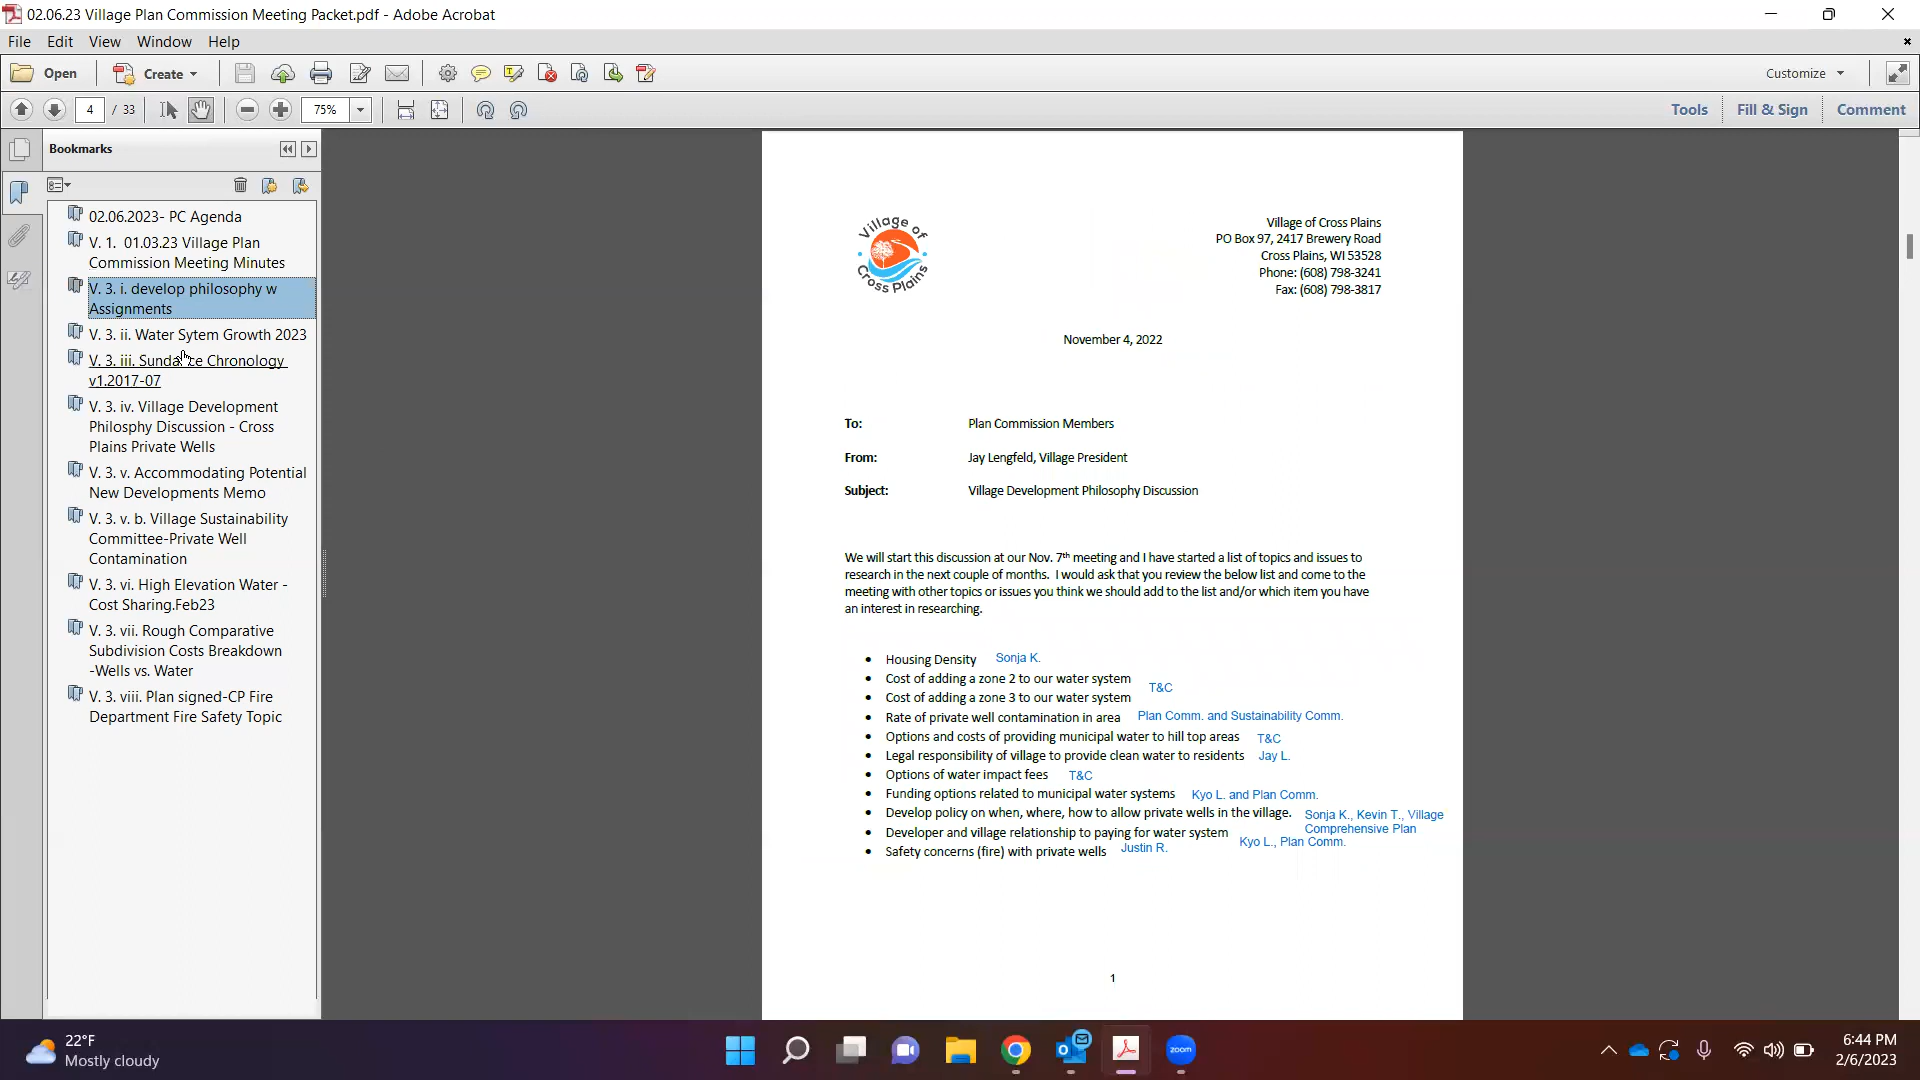 02.06.23 Village Plan Commission Meeting Packet.pdf - Adobe Acrobat
File Edit View Window Help
Open Create Customize
4 / 33 75% Tools Fill & Sign Comment
Bookmarks
02.06.2023- PC Agenda
V. 1. 01.03.23 Village Plan
Commission Meeting Minutes
V. 3. i. develop philosophy w
Assignments
V. 3. ii. Water Sytem Growth 2023
V. 3. iii. Sundance Chronology
v1.2017-07
V. 3. iv. Village Development
Philosphy Discussion - Cross
Plains Private Wells
V. 3. v. Accommodating Potential
New Developments Memo
V. 3. v. b. Village Sustainability
Committee-Private Well
Contamination
V. 3. vi. High Elevation Water -
Cost Sharing.Feb23
V. 3. vii. Rough Comparative
Subdivision Costs Breakdown
-Wells vs. Water
V. 3. viii. Plan signed-CP Fire
Department Fire Safety Topic
Village of
Cross Plains
Village of Cross Plains
PO Box 97, 2417 Brewery Road
Cross Plains, WI 53528
Phone: (608) 798-3241
Fax: (608) 798-3817
November 4, 2022
To: Plan Commission Members
From: Jay Lengfeld, Village President
Subject: Village Development Philosophy Discussion
We will start this discussion at our Nov. 7th meeting and I have started a list of topics and issues to
research in the next couple of months. I would ask that you review the below list and come to the
meeting with other topics or issues you think we should add to the list and/or which item you have
an interest in researching.
• Housing Density Sonja K.
• Cost of adding a zone 2 to our water system
T&C
• Cost of adding a zone 3 to our water system
• Rate of private well contamination in area Plan Comm. and Sustainability Comm.
• Options and costs of providing municipal water to hill top areas T&C
• Legal responsibility of village to provide clean water to residents Jay L.
• Options of water impact fees T&C
• Funding options related to municipal water systems Kyo L. and Plan Comm.
• Develop policy on when, where, how to allow private wells in the village. Sonja K., Kevin T., Village
Comprehensive Plan
• Developer and village relationship to paying for water system Kyo L., Plan Comm.
• Safety concerns (fire) with private wells Justin R.
1
22°F
Mostly cloudy
zoom
6:44 PM
2/6/2023